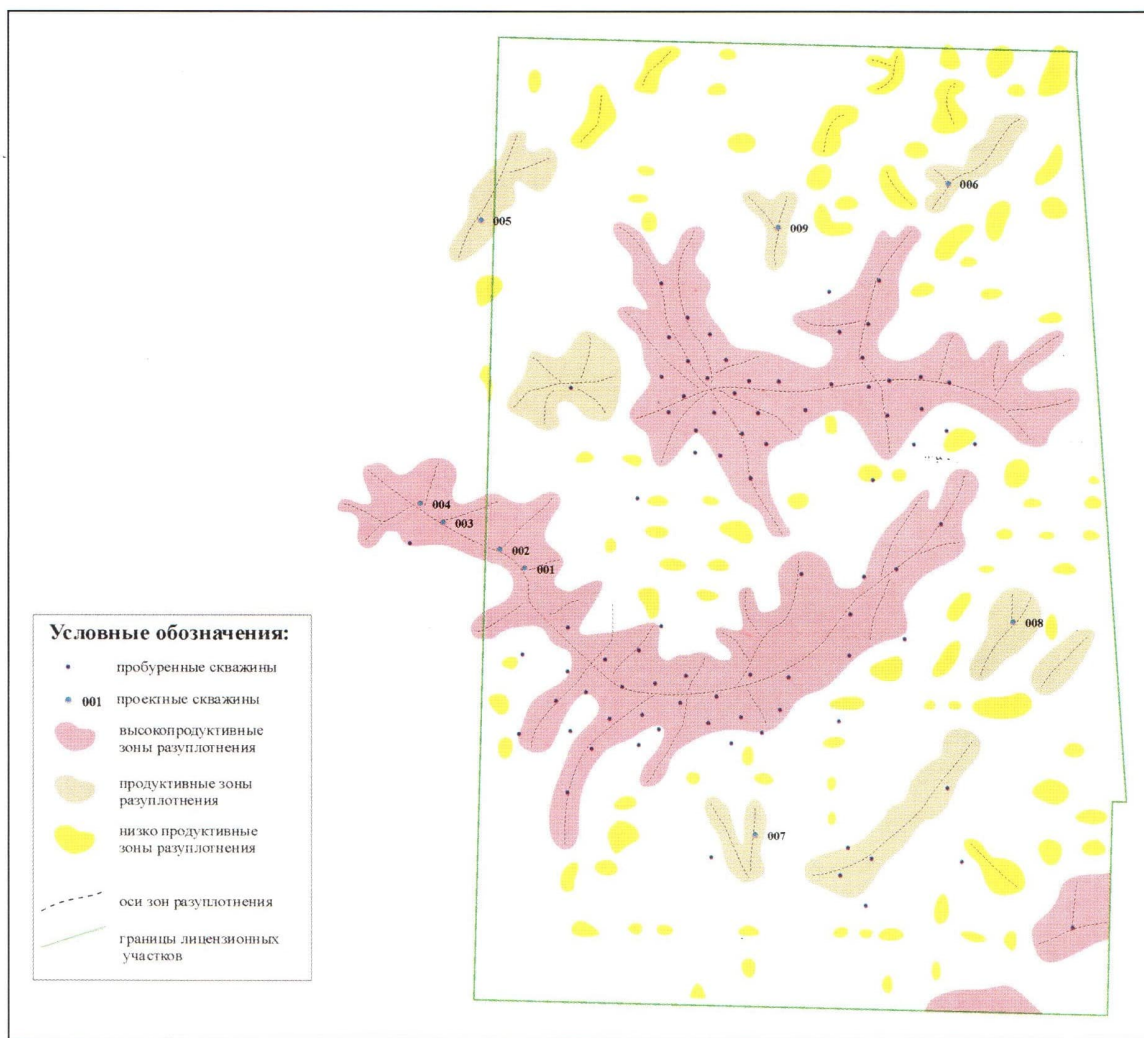 006
009
005
004
003
002
001
008
007
Условные обозначения:
пробуренные скважины
001 проектные скважины
высокопродуктивные
зоны разуплотнения
продуктивные зоны
разуплотнения
низко продуктивные
зоны разуплотнения
оси зон разуплотнения
границы лицензионных
участков